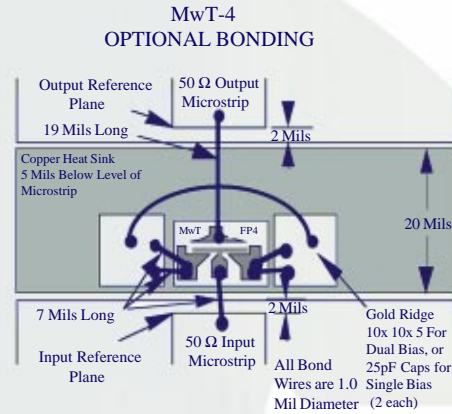 MwT-4
OPTIONAL BONDING
Output Reference
Plane
50 Ω Output
Microstrip
19 Mils Long
2 Mils
Copper Heat Sink
5 Mils Below Level of
Microstrip
MwT
FP4
20 Mils
7 Mils Long
2 Mils
Input Reference
Plane
50 Ω Input
Microstrip
All Bond
Wires are 1.0
Mil Diameter
Gold Ridge
10x 10x 5 For
Dual Bias, or
25pF Caps for
Single Bias
(2 each)